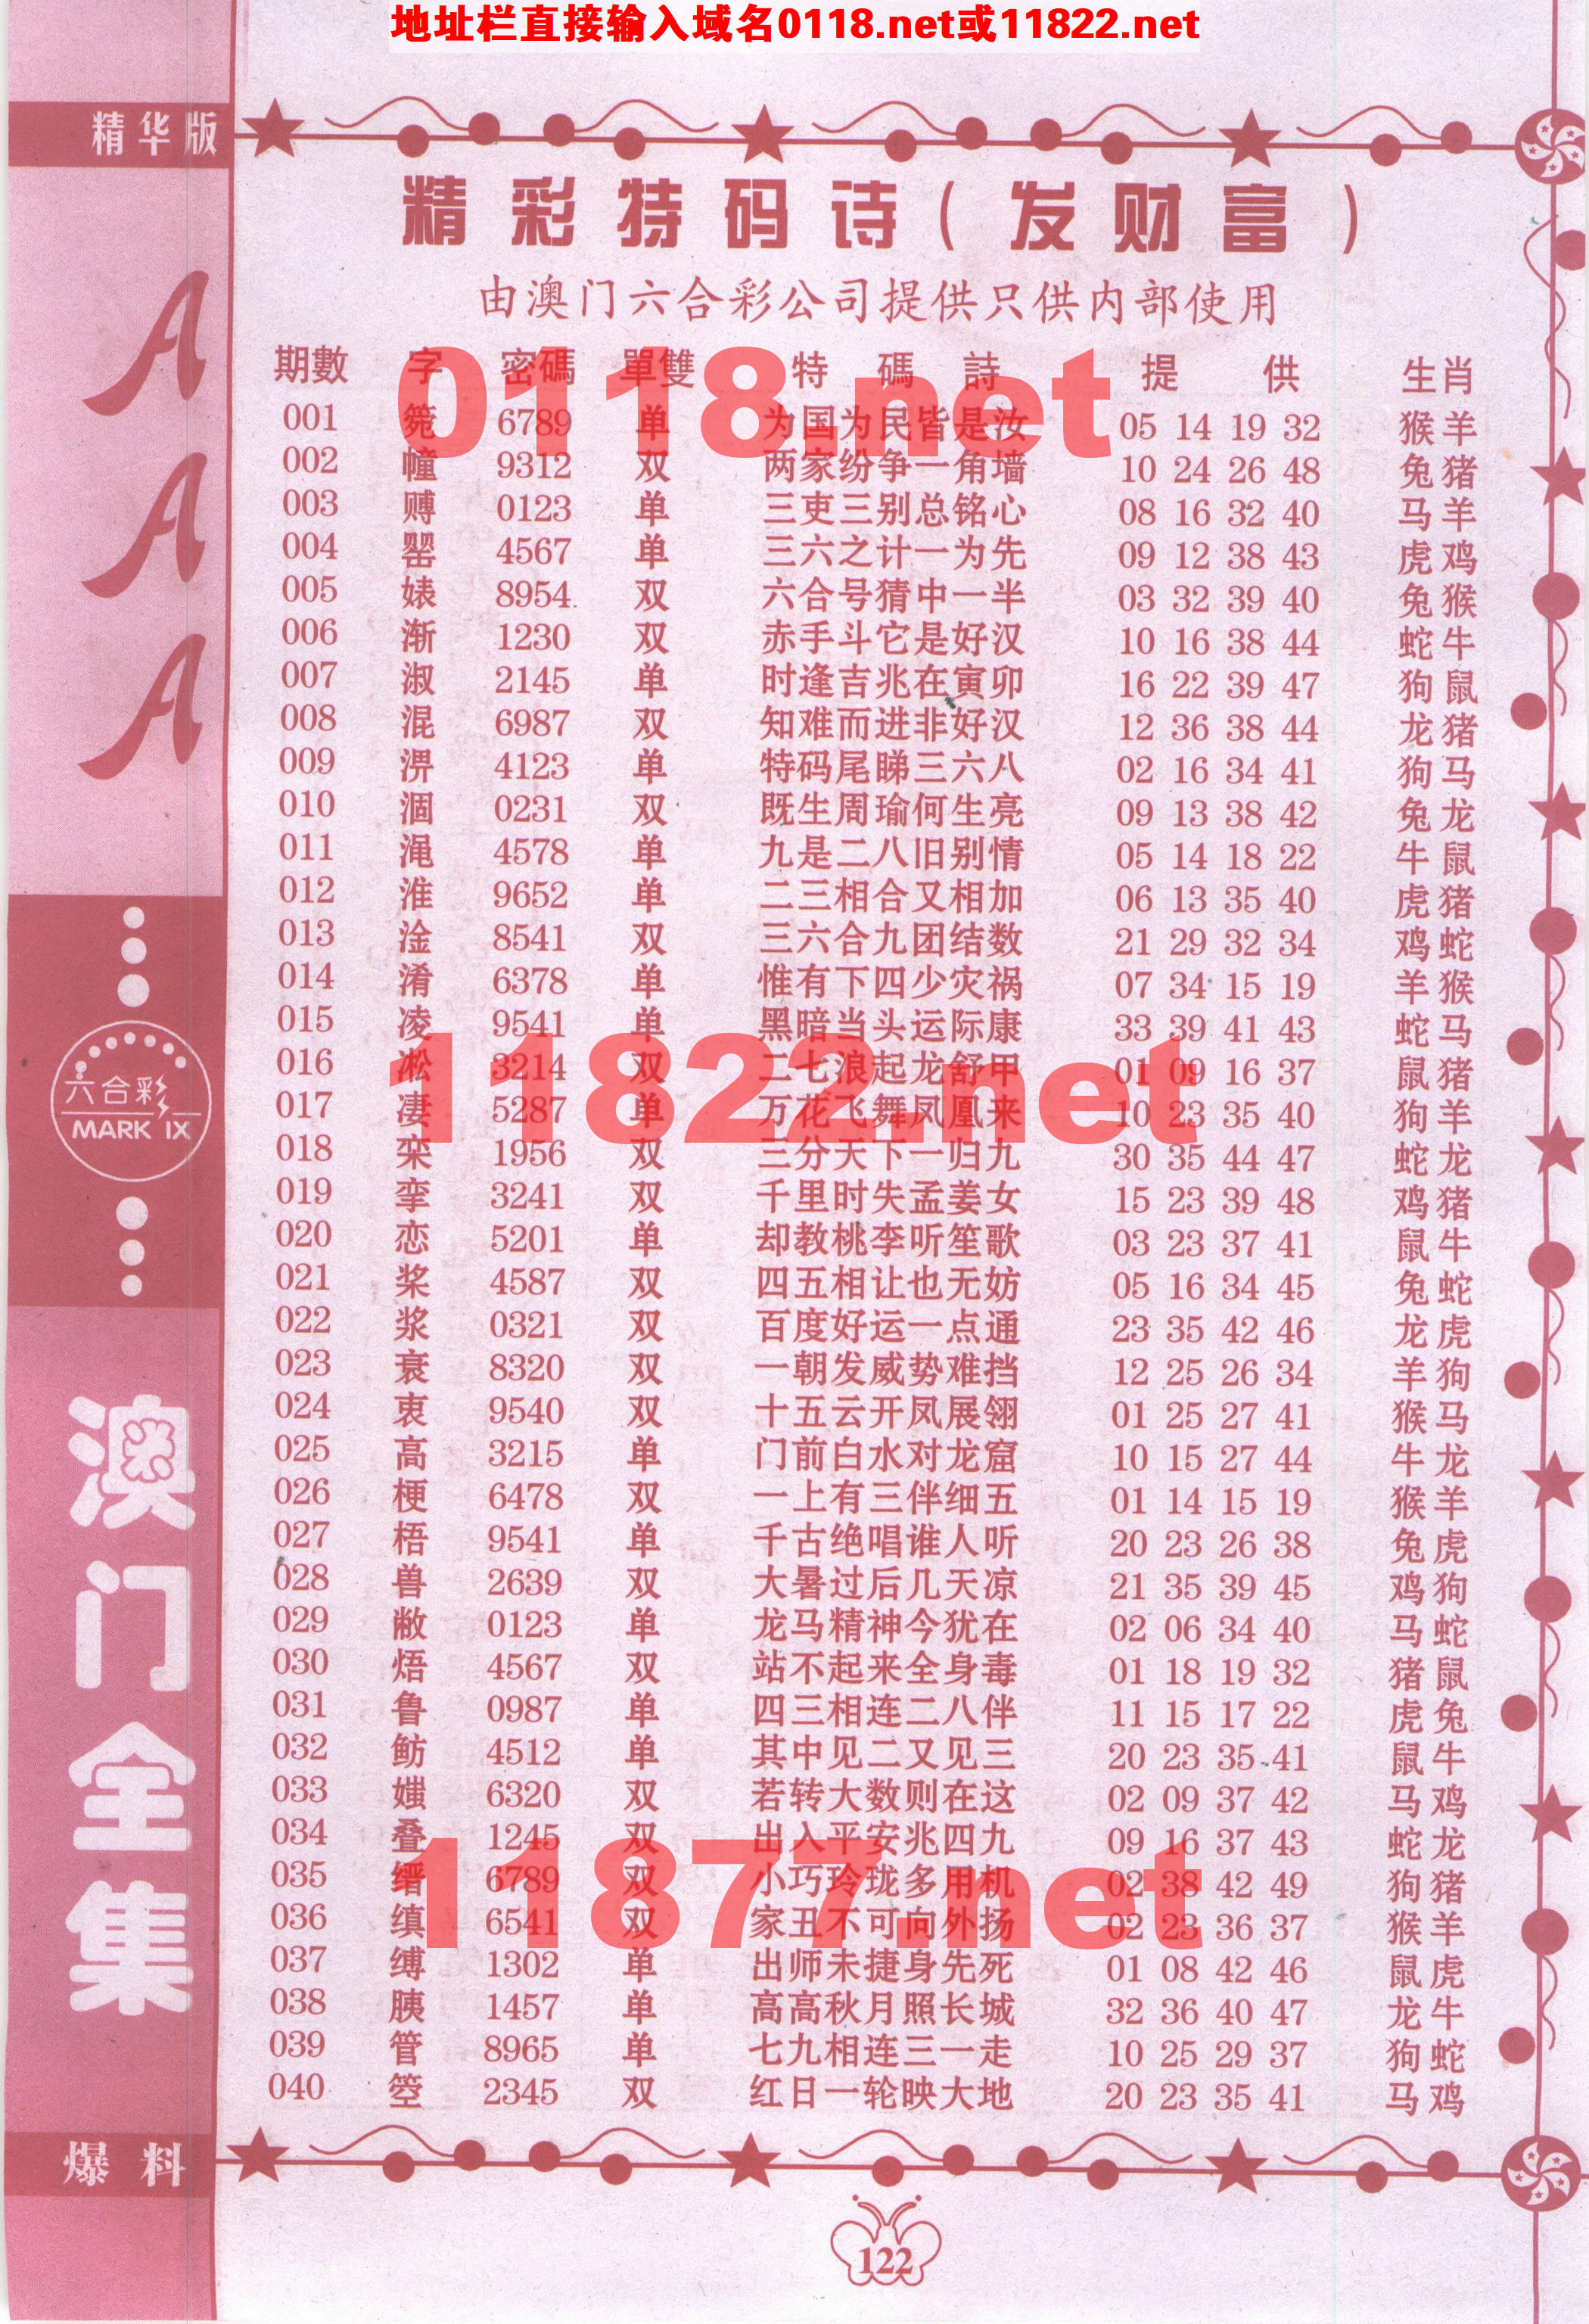 地址栏直接输入域名0118.net或11822.net
精华版
精彩特码诗(发财富)
由澳门六合彩公司提供只供内部使用
期數 字 密碼 單雙 特碼詩 提供 生肖
001 箢 6789 单 为国为民皆是汝 05 14 19 32 猴羊
002 幢 9312 双 两家纷争一角墙 10 24 26 48 兔猪
003 赙 0123 单 三吏三别总铭心 08 16 32 40 马羊
004 罂 4567 单 三六之计一为先 09 12 38 43 虎鸡
005 婊 8954 双 六合号猜中一半 03 32 39 40 兔猴
006 渐 1230 双 赤手斗它是好汉 10 16 38 44 蛇牛
007 淑 2145 单 时逢吉兆在寅卯 16 22 39 47 狗鼠
008 混 6987 双 知难而进非好汉 12 36 38 44 龙猪
009 淠 4123 单 特码尾睇三六八 02 16 34 41 狗马
010 涸 0231 双 既生周瑜何生亮 09 13 38 42 兔龙
011 渑 4578 单 九是二八旧别情 05 14 18 22 牛鼠
012 淮 9652 单 二三相合又相加 06 13 35 40 虎猪
013 淦 8541 双 三六合九团结数 21 29 32 34 鸡蛇
014 淆 6378 单 惟有下四少灾祸 07 34 15 19 羊猴
015 凌 9541 单 黑暗当头运际康 33 39 41 43 蛇马
016 凇 3214 双 二七浪起龙舒甲 01 09 16 37 鼠猪
017 凄 5287 单 万花飞舞凤凰来 10 23 35 40 狗羊
018 栾 1956 双 三分天下一归九 30 35 44 47 蛇龙
019 挛 3241 双 千里时失孟姜女 15 23 39 48 鸡猪
020 恋 5201 单 却教桃李听笙歌 03 23 37 41 鼠牛
021 桨 4587 双 四五相让也无妨 05 16 34 45 兔蛇
022 浆 0321 双 百度好运一点通 23 35 42 46 龙虎
023 衰 8320 双 一朝发威势难挡 12 25 26 34 羊狗
024 衷 9540 双 十五云开凤展翎 01 25 27 41 猴马
025 高 3215 单 门前白水对龙窟 10 15 27 44 牛龙
026 梗 6478 双 一上有三伴细五 01 14 15 19 猴羊
027 梧 9541 单 千古绝唱谁人听 20 23 26 38 兔虎
028 兽 2639 双 大暑过后几天凉 21 35 39 45 鸡狗
029 敝 0123 单 龙马精神今犹在 02 06 34 40 马蛇
030 焐 4567 双 站不起来全身毒 01 18 19 32 猪鼠
031 鲁 0987 单 四三相连二八伴 11 15 17 22 虎兔
032 鲂 4512 单 其中见二又见三 20 23 35 41 鼠牛
033 媸 6320 双 若转大数则在这 02 09 37 42 马鸡
034 叠 1245 双 出入平安兆四九 09 16 37 43 蛇龙
035 缙 6789 双 小巧玲珑多用机 02 38 42 49 狗猪
036 缜 6541 双 家丑不可向外扬 02 23 36 37 猴羊
037 缚 1302 单 出师未捷身先死 01 08 42 46 鼠虎
038 胰 1457 单 高高秋月照长城 32 36 40 47 龙牛
039 管 8965 单 七九相连三一走 10 25 29 37 狗蛇
040 箜 2345 双 红日一轮映大地 20 23 35 41 马鸡
0118.net
11822.net
11877.net
A
A
A
六合彩
MARK IX
澳门全集
爆料
122